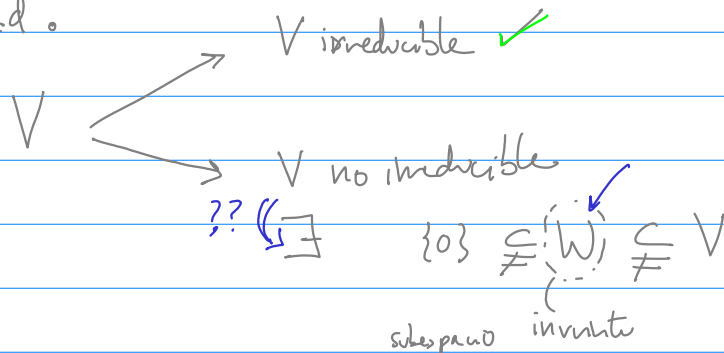 d.
V irreducible ✓
V
V no irreducible
?? ∃ {0} ⊊ W ⊊ V
subespacio invariante